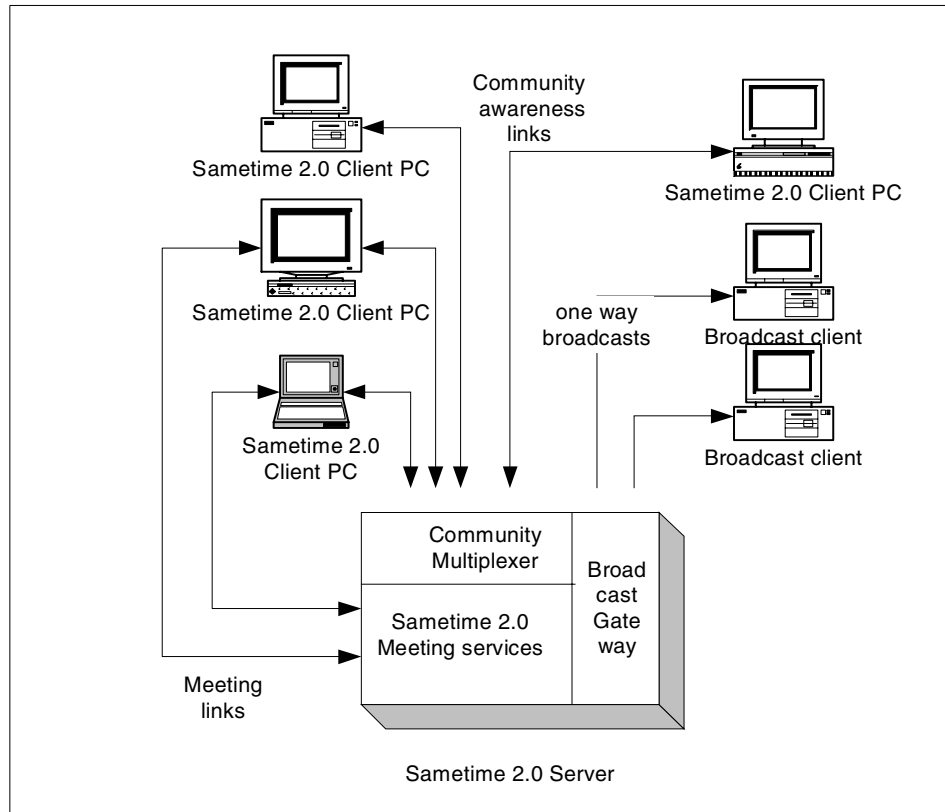 Community
awareness
links
Sametime 2.0 Client PC
Sametime 2.0 Client PC
Sametime 2.0 Client PC
one way
broadcasts
Broadcast client
Sametime 2.0
Client PC
Broadcast client
Community
Multiplexer
Broad
cast
Gate
way
Sametime 2.0
Meeting services
Meeting
links
Sametime 2.0 Server